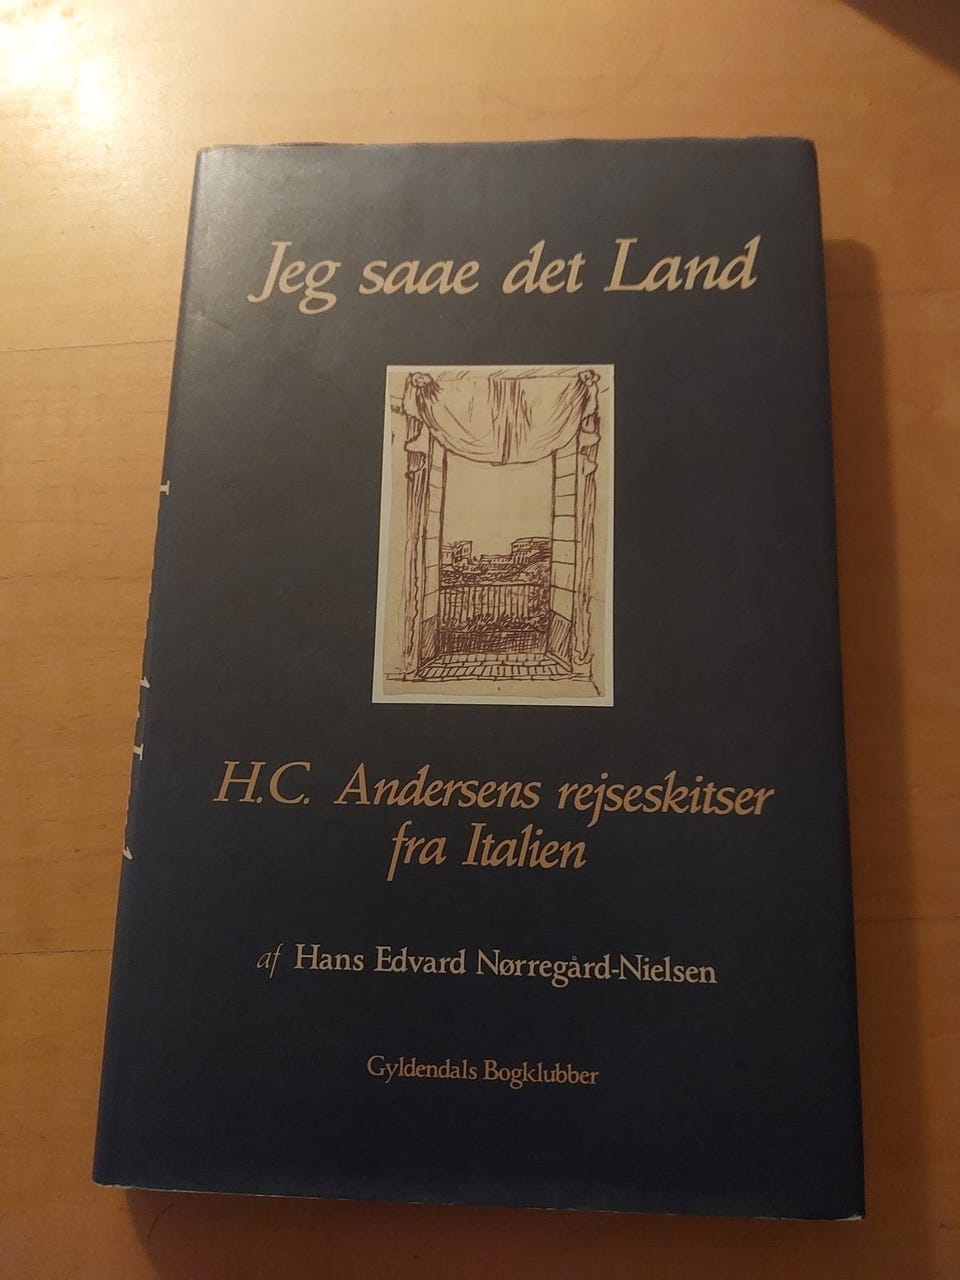 Jeg saae det Land
H.C. Andersens rejseskitser
fra Italien
af Hans Edvard Nørregård-Nielsen
Gyldendals Bogklubber